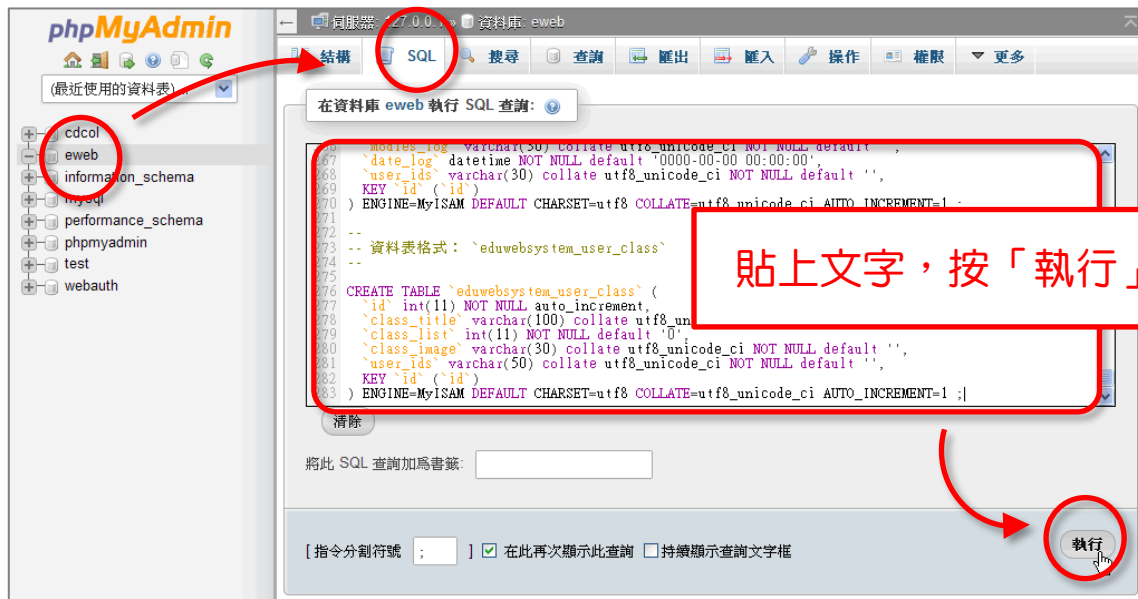 phpMyAdmin
(最近使用的資料表) ...
cdcol
eweb
information_schema
mysql
performance_schema
phpmyadmin
test
webauth
伺服器: 127.0.0.1 » 資料庫: eweb
結構 SQL 搜尋 查詢 匯出 匯入 操作 權限 更多
在資料庫 eweb 執行 SQL 查詢:
266 `modles_log` varchar(30) collate utf8_unicode_ci NOT NULL default '',
267 `date_log` datetime NOT NULL default '0000-00-00 00:00:00',
268 `user_ids` varchar(30) collate utf8_unicode_ci NOT NULL default '',
269 KEY `id` (`id`)
270 ) ENGINE=MyISAM DEFAULT CHARSET=utf8 COLLATE=utf8_unicode_ci AUTO_INCREMENT=1 ;
271
272 --
273 -- 資料表格式： `eduwebsystem_user_class`
274 --
275
276 CREATE TABLE `eduwebsystem_user_class` (
277 `id` int(11) NOT NULL auto_increment,
278 `class_title` varchar(100) collate utf8_un
279 `class_list` int(11) NOT NULL default '0',
280 `class_image` varchar(30) collate utf8_unicode_ci NOT NULL default '',
281 `user_ids` varchar(50) collate utf8_unicode_ci NOT NULL default '',
282 KEY `id` (`id`)
283 ) ENGINE=MyISAM DEFAULT CHARSET=utf8 COLLATE=utf8_unicode_ci AUTO_INCREMENT=1 ;
貼上文字，按「執行」
清除
將此 SQL 查詢加為書籤:
[ 指令分割符號 ; ] 在此再次顯示此查詢 持續顯示查詢文字框
執行